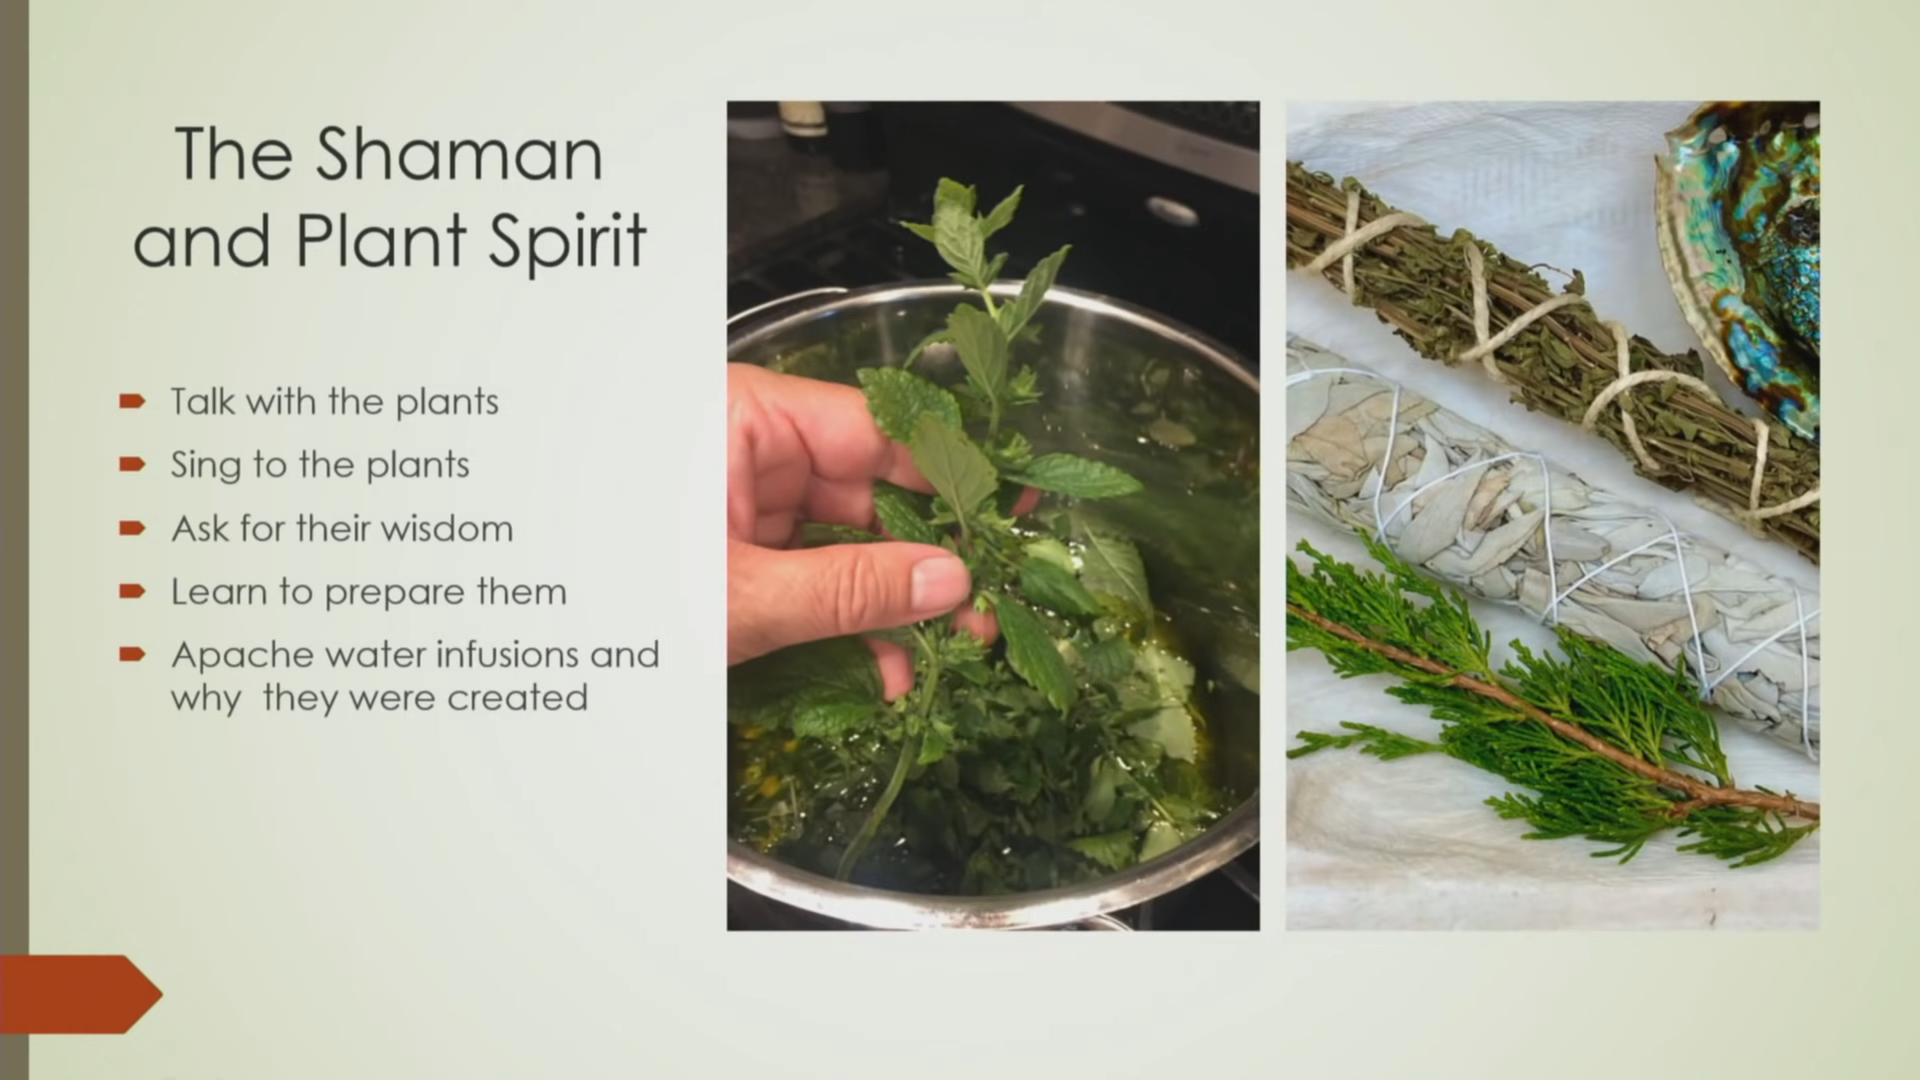 The Shaman
and Plant Spirit
Talk with the plants
Sing to the plants
Ask for their wisdom
Learn to prepare them
Apache water infusions and
why  they were created